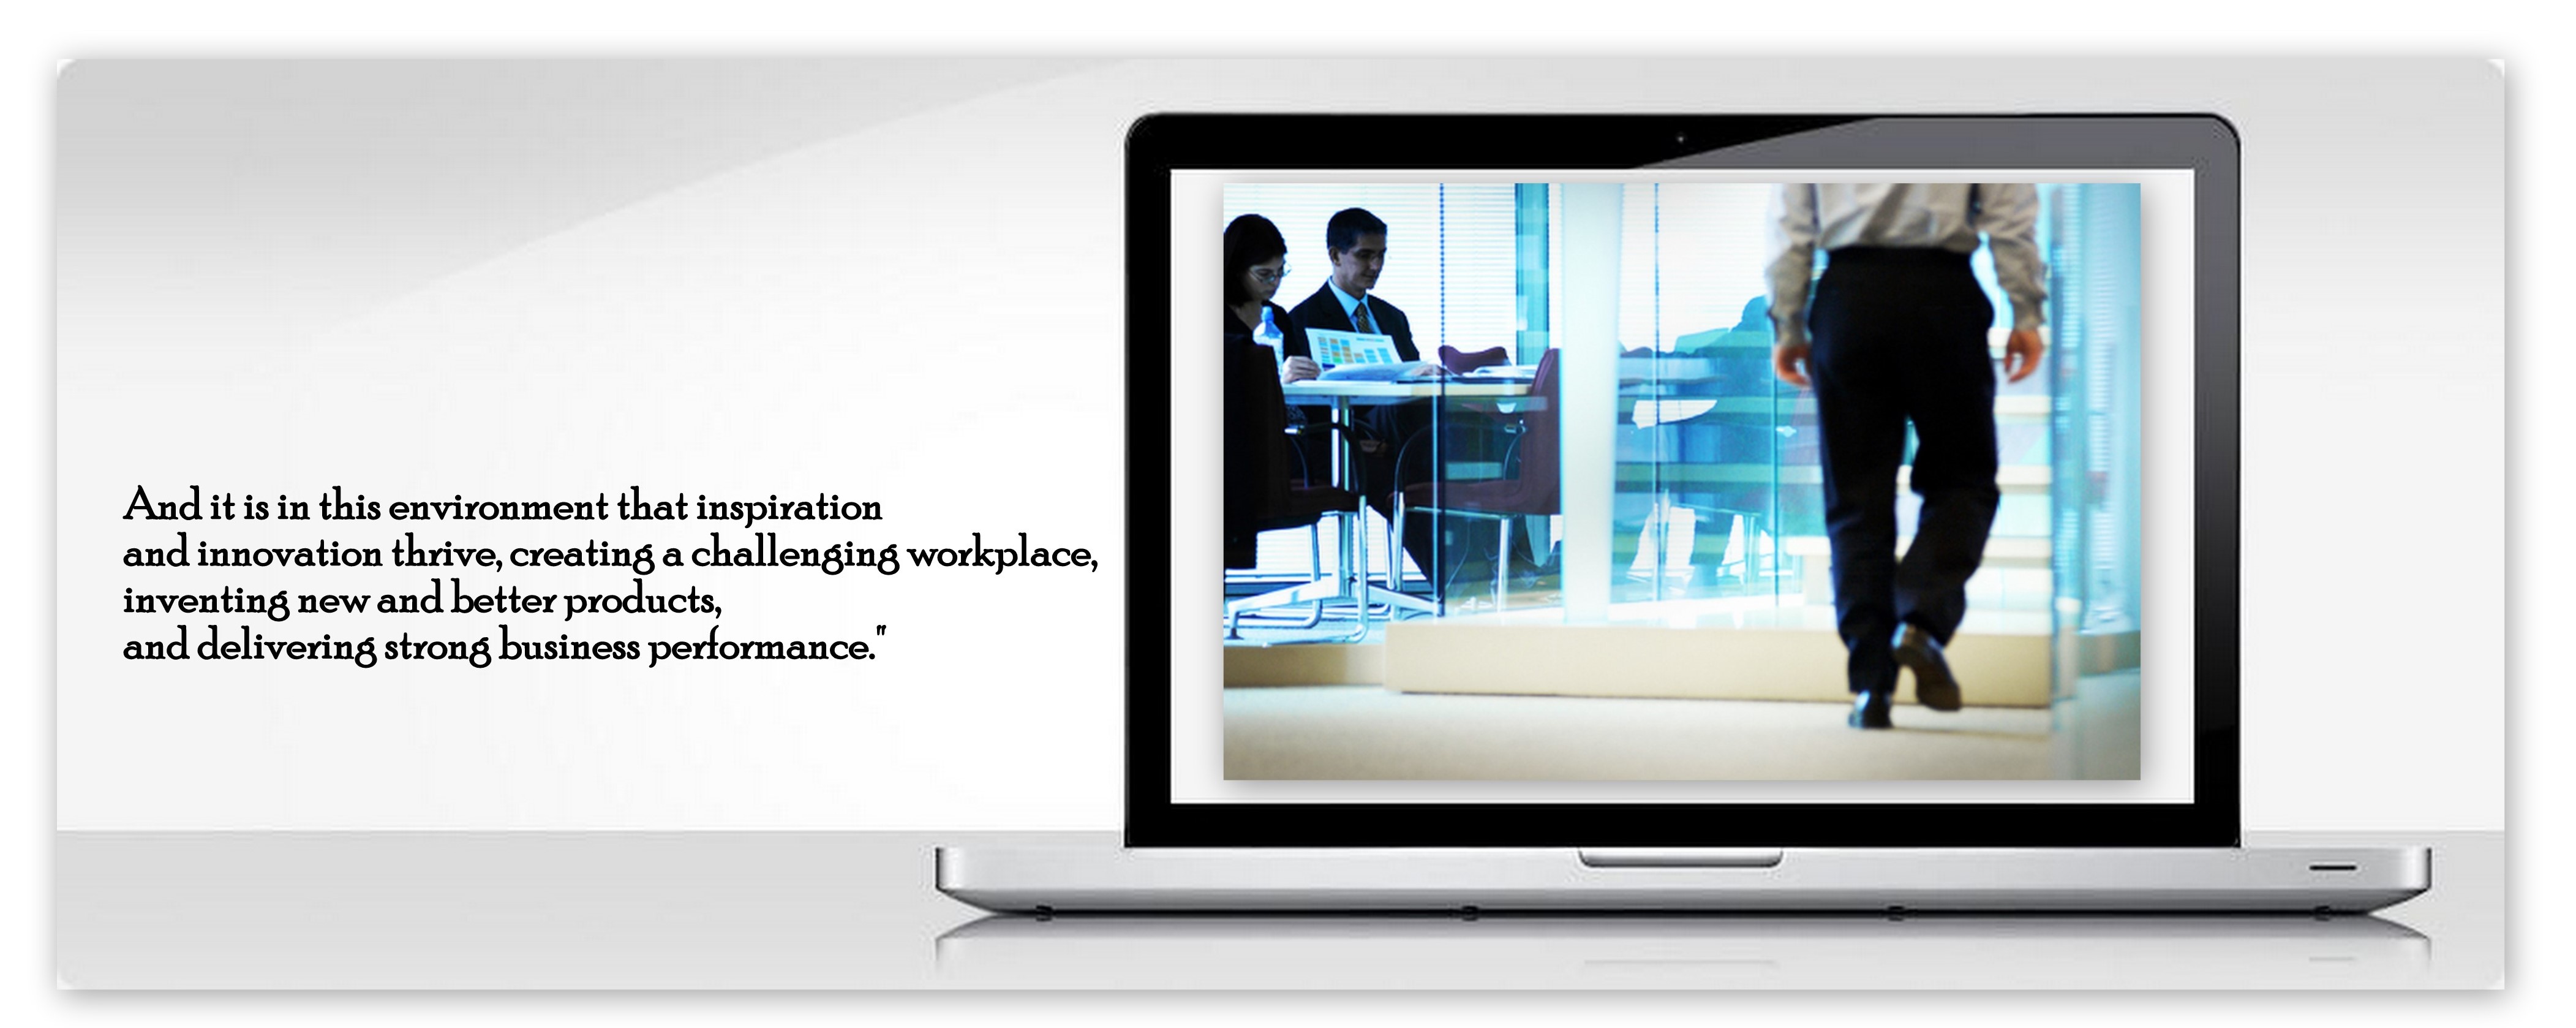 And it is in this environment that inspiration
and innovation thrive, creating a challenging workplace,
inventing new and better products,
and delivering strong business performance."